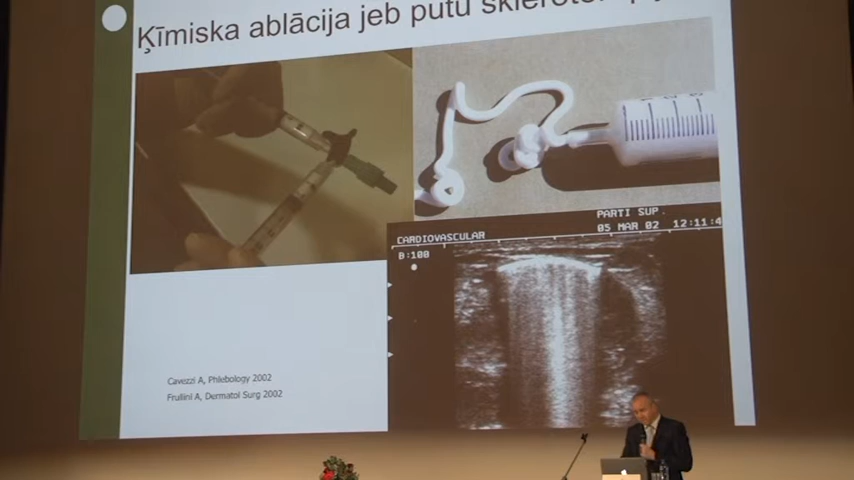 Ķīmiska ablācija jeb putu
PARTI SUP
CARDIOVASCULAR
05 MAR 02 12:11:4
B:100
Cavezzi A, Phlebology 2002
Frullini A, Dermatol Surg 2002